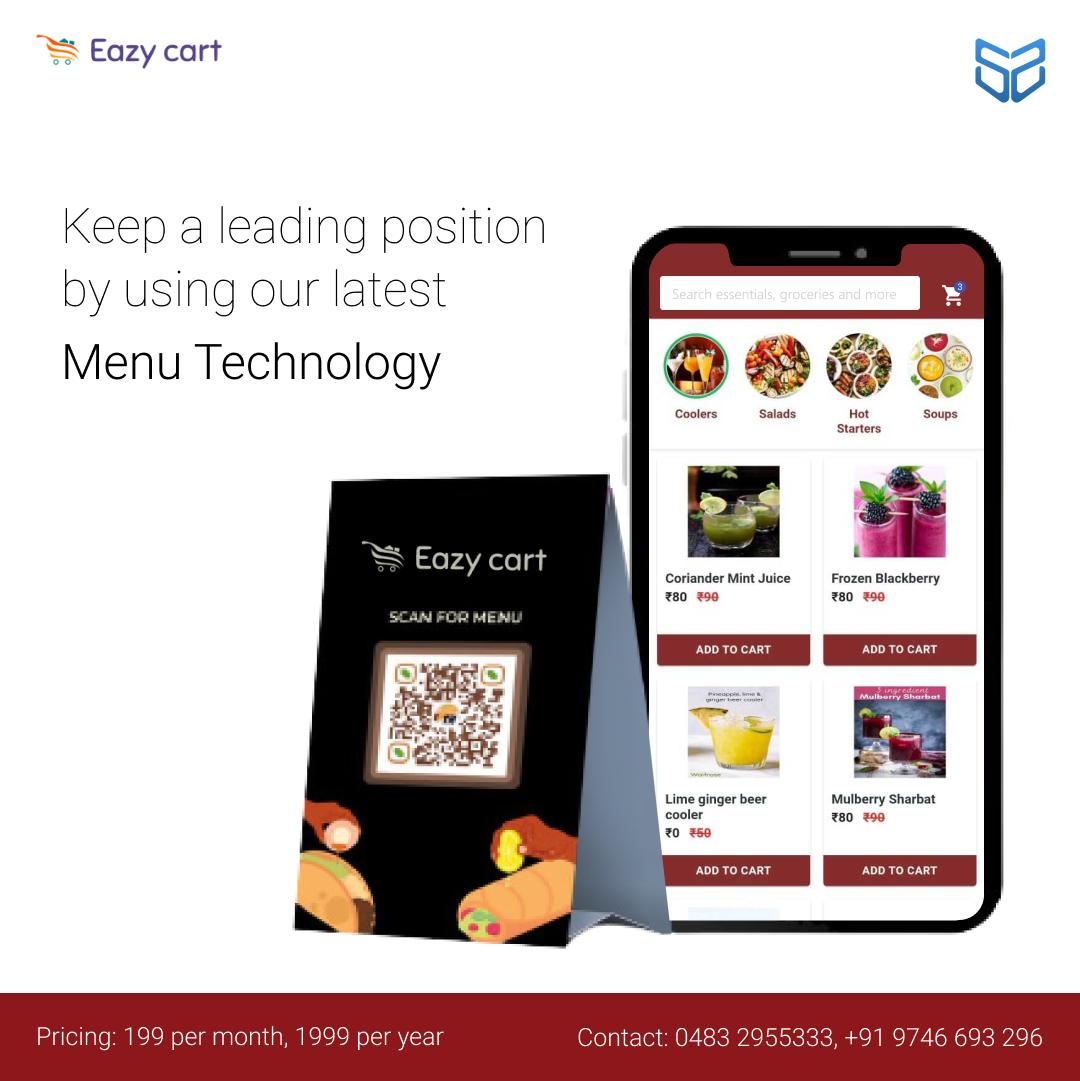 Eazy cart
Keep a leading position
by using our latest
Menu Technology
Search essentials, groceries and more
3
Coolers
Salads
Hot
Starters
Soups
Eazy cart
SCAN FOR MENU
Coriander Mint Juice
₹80 ₹90
ADD TO CART
Frozen Blackberry
₹80 ₹90
ADD TO CART
Pineapple, lime &
ginger beer cooler
Waitrose
Lime ginger beer
cooler
₹0 ₹50
ADD TO CART
3 ingredient
Mulberry Sharbat
Mulberry Sharbat
₹80 ₹90
ADD TO CART
Pricing: 199 per month, 1999 per year
Contact: 0483 2955333, +91 9746 693 296